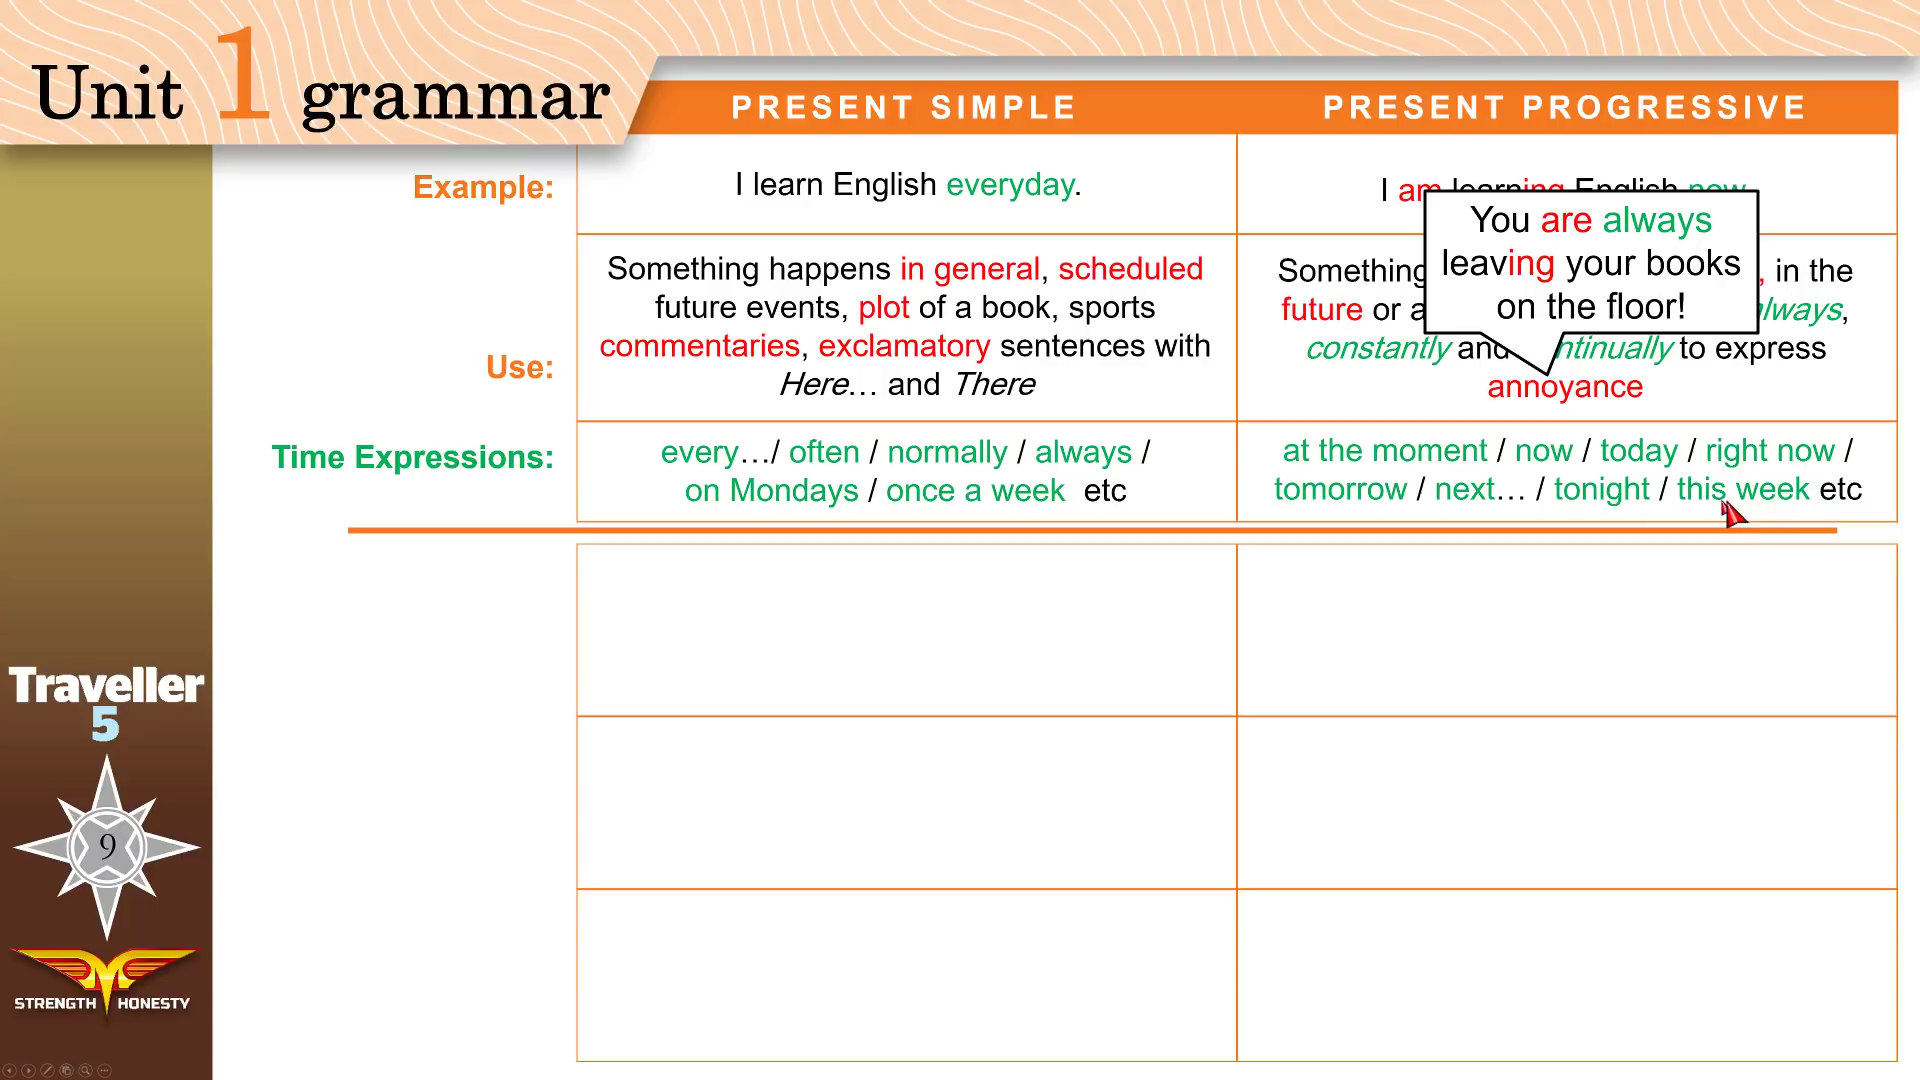 Unit 1 grammar
PRESENT SIMPLE
PRESENT PROGRESSIVE
Example:
I learn English everyday.
I am learning English now
You are always
leaving your books
on the floor!
Use:
Something happens in general, scheduled
future events, plot of a book, sports
commentaries, exclamatory sentences with
Here... and There
Something , in the
future or
constantly and to express
annoyance
Time Expressions:
every…/ often / normally / always /
on Mondays / once a week etc
at the moment / now / today / right now /
tomorrow / next… / tonight / this week etc
Traveller
5
9
STRENGTH HONESTY